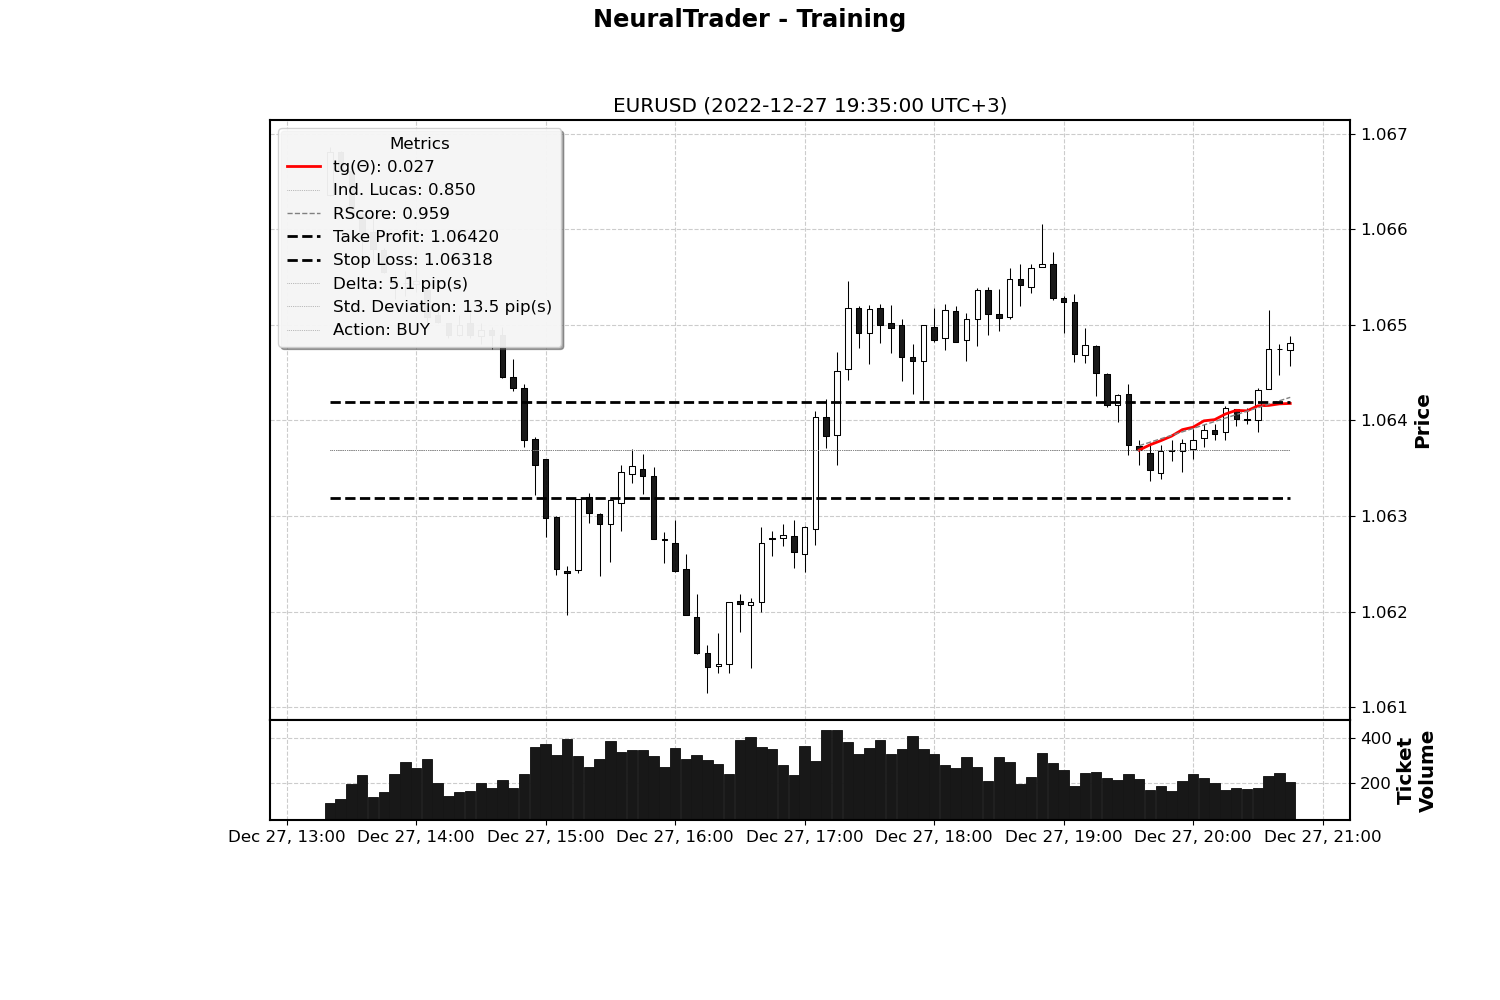 NeuralTrader - Training
EURUSD (2022-12-27 19:35:00 UTC+3)
Metrics
tg(Θ): 0.027
Ind. Lucas: 0.850
RScore: 0.959
Take Profit: 1.06420
Stop Loss: 1.06318
Delta: 5.1 pip(s)
Std. Deviation: 13.5 pip(s)
Action: BUY
1.067
1.066
1.065
1.064
1.063
1.062
1.061
Price
400
200
Ticket
Volume
Dec 27, 13:00 Dec 27, 14:00 Dec 27, 15:00 Dec 27, 16:00 Dec 27, 17:00 Dec 27, 18:00 Dec 27, 19:00 Dec 27, 20:00 Dec 27, 21:00